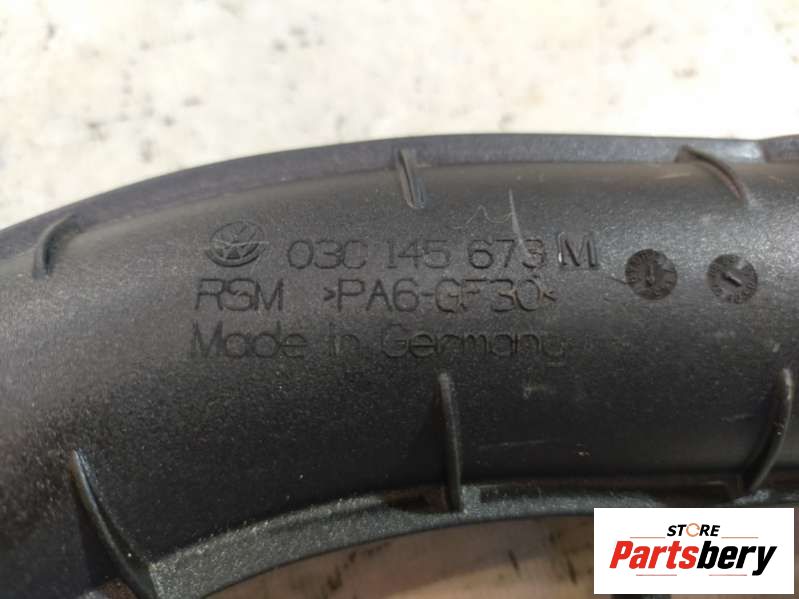 03C 145 673 M
RSM >PA6-GF30<
Made in Germany
STORE
Partsbery